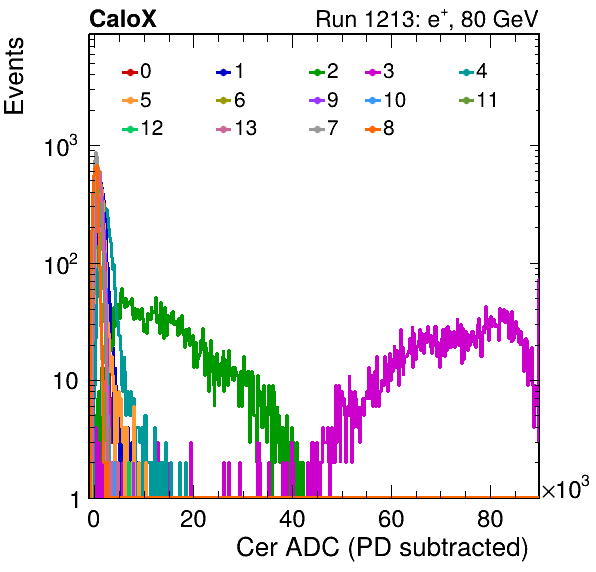 CaloX Run 1213: e⁺, 80 GeV
Events
0 1 2 3 4
5 6 9 10 11
12 13 7 8
10³
10²
10
1
0 20 40 60 80 ×10³
Cer ADC (PD subtracted)